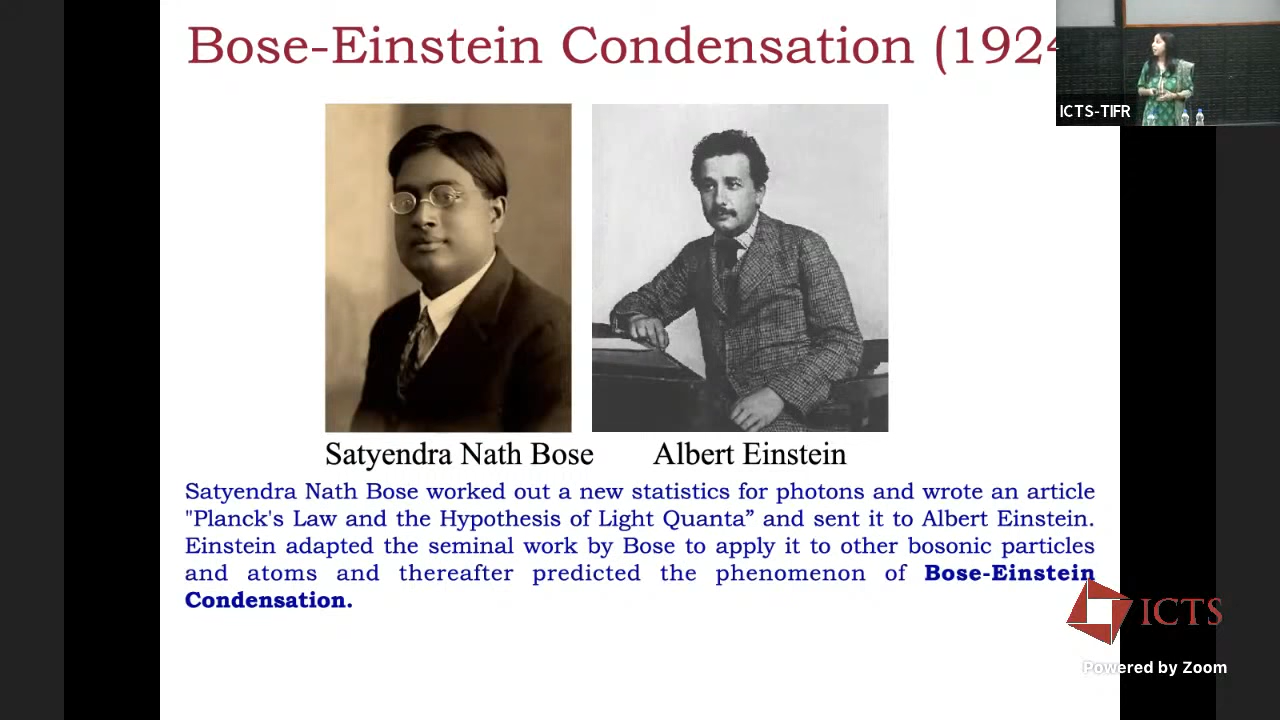 Bose-Einstein Condensation (192
ICTS-TIFR
Satyendra Nath Bose
Albert Einstein
Satyendra Nath Bose worked out a new statistics for photons and wrote an article
"Planck's Law and the Hypothesis of Light Quanta” and sent it to Albert Einstein.
Einstein adapted the seminal work by Bose to apply it to other bosonic particles
and atoms and thereafter predicted the phenomenon of Bose-Einstein
Condensation.
ICTS
Powered by Zoom